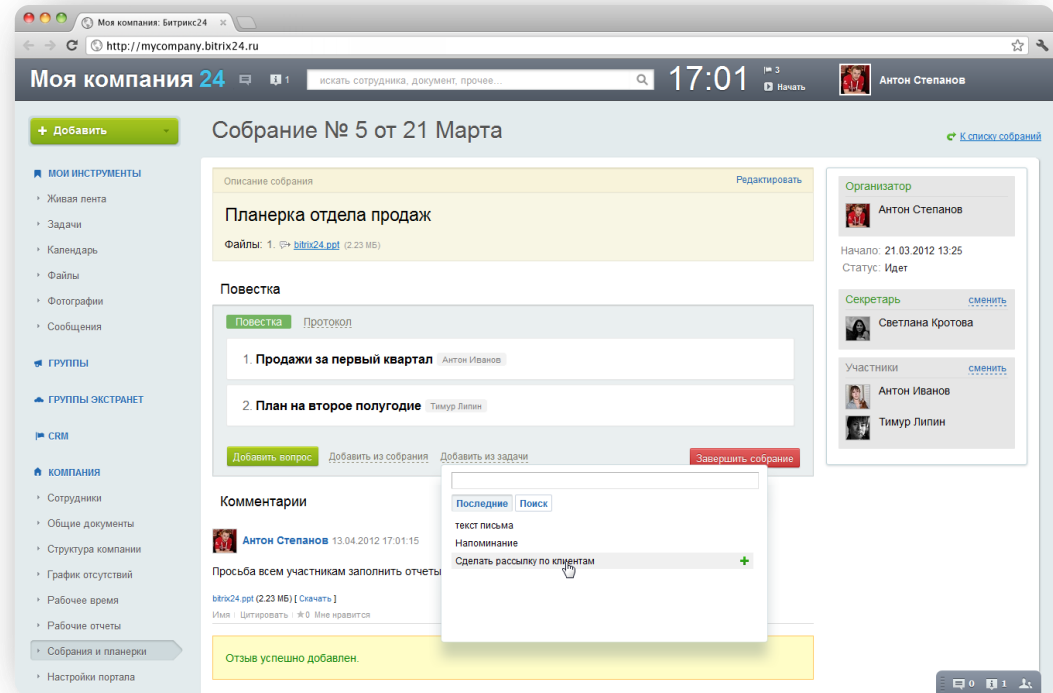 Моя компания: Битрикс24
http://mycompany.bitrix24.ru
Моя компания 24
1
искать сотрудника, документ, прочее...
17:01
3
Начать
Антон Степанов
+ Добавить
Собрание № 5 от 21 Марта
К списку собраний
МОИ ИНСТРУМЕНТЫ
Живая лента
Задачи
Календарь
Файлы
Фотографии
Сообщения
ГРУППЫ
ГРУППЫ ЭКСТРАНЕТ
CRM
КОМПАНИЯ
Сотрудники
Общие документы
Структура компании
График отсутствий
Рабочее время
Рабочие отчеты
Собрания и планерки
Настройки портала
Описание собрания
Редактировать
Планерка отдела продаж
Файлы: 1. bitrix24.ppt (2.23 МБ)
Повестка
Повестка Протокол
1. Продажи за первый квартал Антон Иванов
2. План на второе полугодие Тимур Липин
Добавить вопрос Добавить из собрания Добавить из задачи Завершить собрание
Последние Поиск
текст письма
Напоминание
Сделать рассылку по клиентам
Комментарии
Антон Степанов 13.04.2012 17:01:15
Просьба всем участникам заполнить отчеты
bitrix24.ppt (2.23 МБ) [ Скачать ]
Имя Цитировать 0 Мне нравится
Отзыв успешно добавлен.
Организатор
Антон Степанов
Начало: 21.03.2012 13:25
Статус: Идет
Секретарь сменить
Светлана Кротова
Участники сменить
Антон Иванов
Тимур Липин
0 1